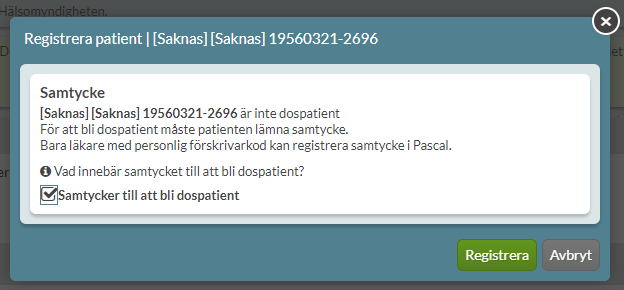 Hälsomyndigheten.
Registrera patient | [Saknas] [Saknas] 19560321-2696
Samtycke
[Saknas] [Saknas] 19560321-2696 är inte dospatient
För att bli dospatient måste patienten lämna samtycke.
Bara läkare med personlig förskrivarkod kan registrera samtycke i Pascal.
Vad innebär samtycket till att bli dospatient?
Samtycker till att bli dospatient
Registrera Avbryt